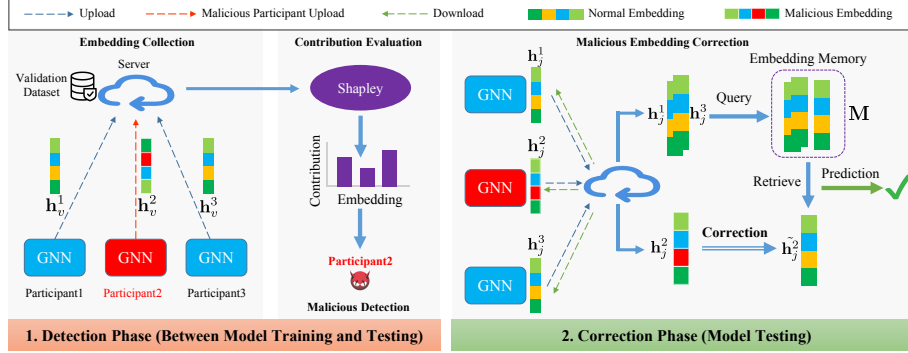 Upload
Malicious Participant Upload
Download
Normal Embedding
Malicious Embedding
Embedding Collection
Server
Validation
Dataset
h_v^1
h_v^2
h_v^3
GNN
GNN
GNN
Participant1
Participant2
Participant3
Contribution Evaluation
Shapley
Contribution
Embedding
Participant2
Malicious Detection
Malicious Embedding Correction
h_j^1
GNN
h_j^2
GNN
h_j^3
GNN
h_j^1
h_j^3
Query
Embedding Memory
M
Retrieve
Prediction
h_j^2
Correction
\tilde{h_j^2}
1. Detection Phase (Between Model Training and Testing)
2. Correction Phase (Model Testing)